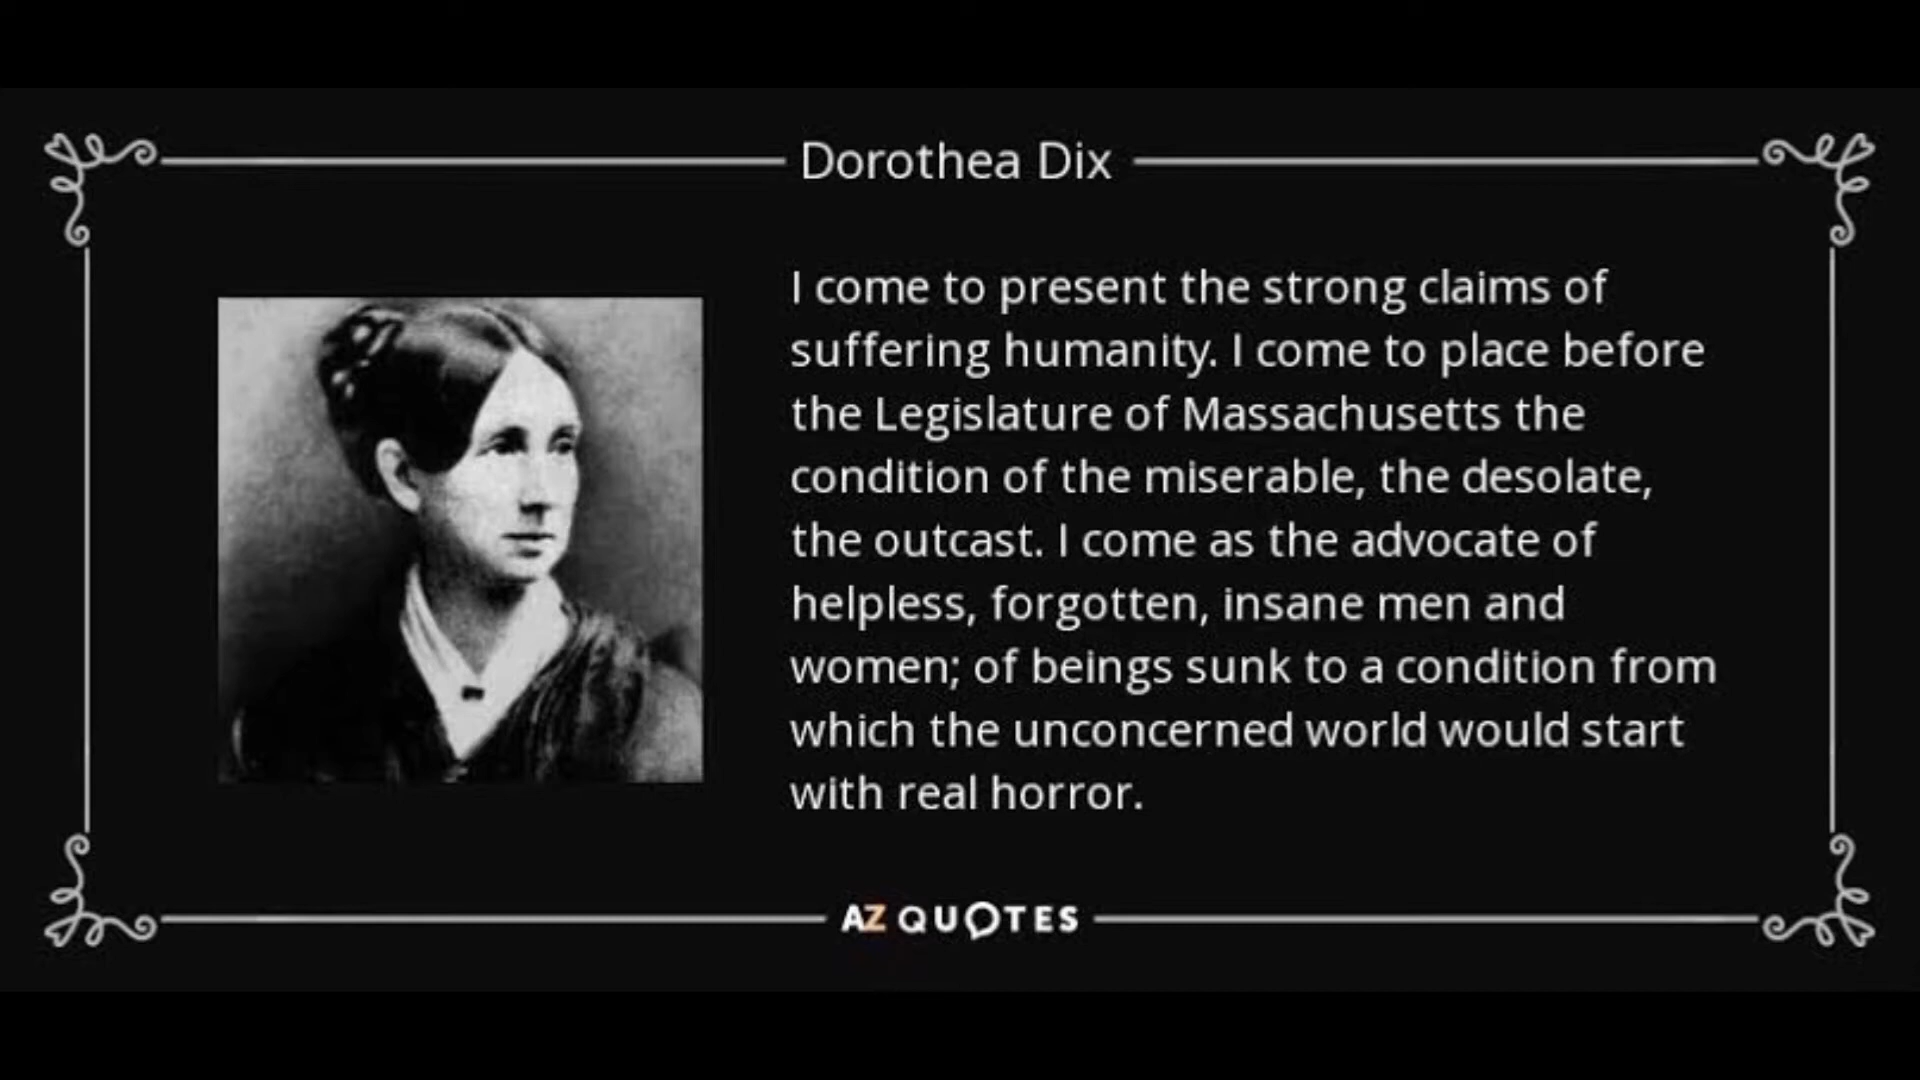 Dorothea Dix
I come to present the strong claims of
suffering humanity. I come to place before
the Legislature of Massachusetts the
condition of the miserable, the desolate,
the outcast. I come as the advocate of
helpless, forgotten, insane men and
women; of beings sunk to a condition from
which the unconcerned world would start
with real horror.
AZ QUOTES